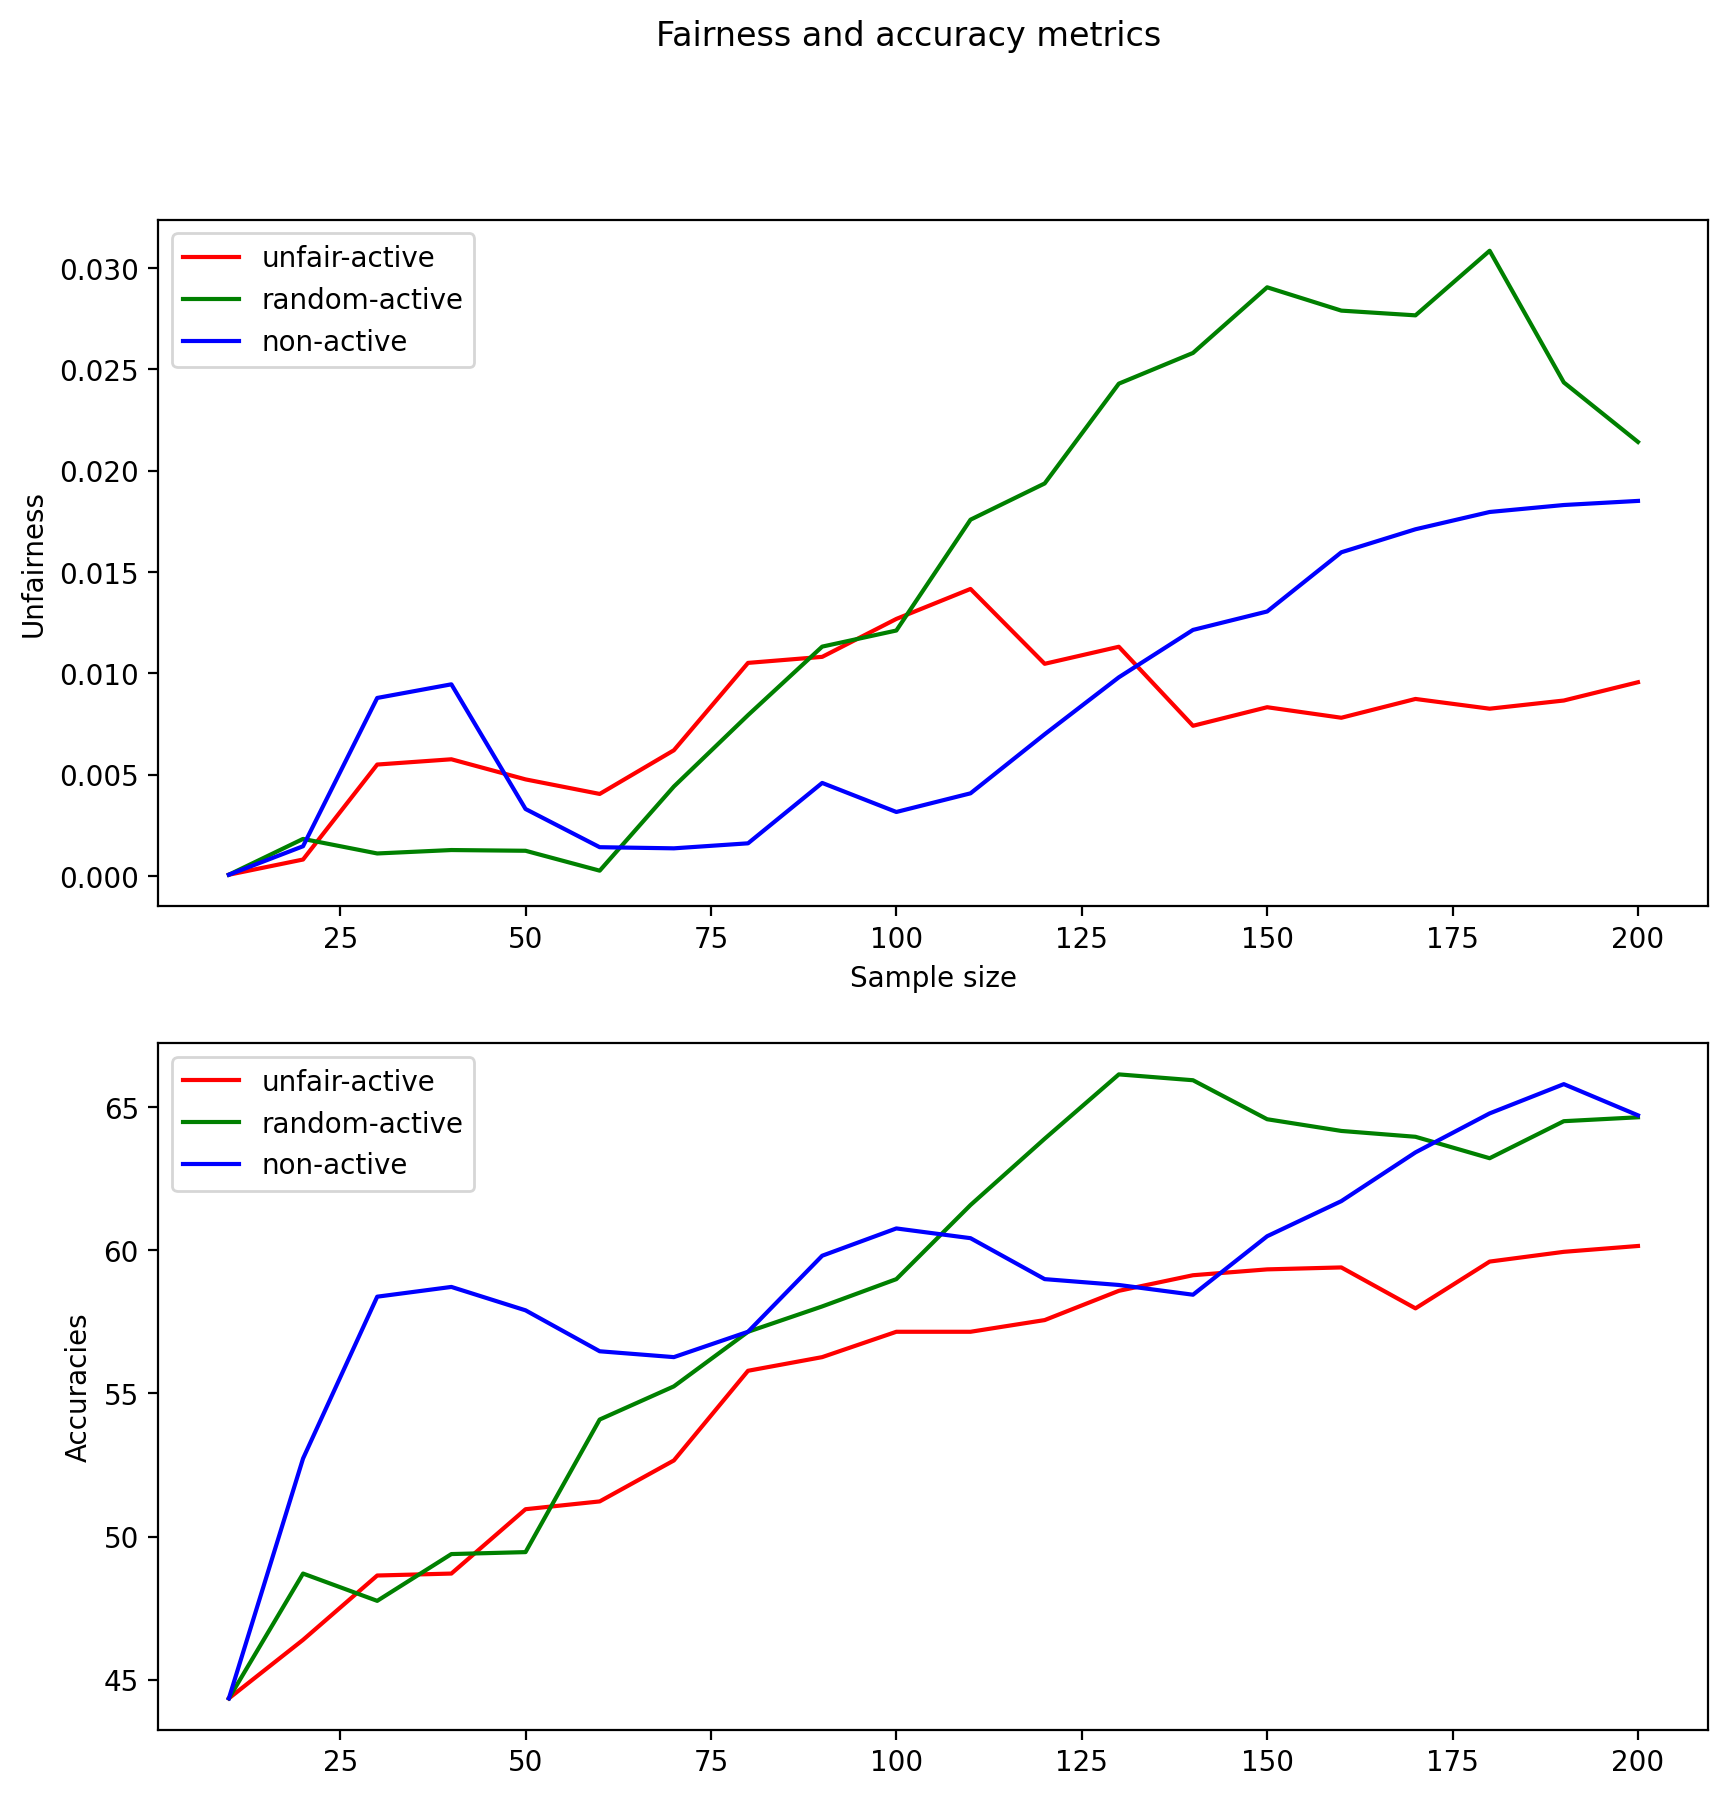 Fairness and accuracy metrics
unfair-active
random-active
non-active
0.030
0.025
0.020
0.015
0.010
0.005
0.000
Unfairness
25 50 75 100 125 150 175 200
Sample size
unfair-active
random-active
non-active
65
60
55
50
45
Accuracies
25 50 75 100 125 150 175 200